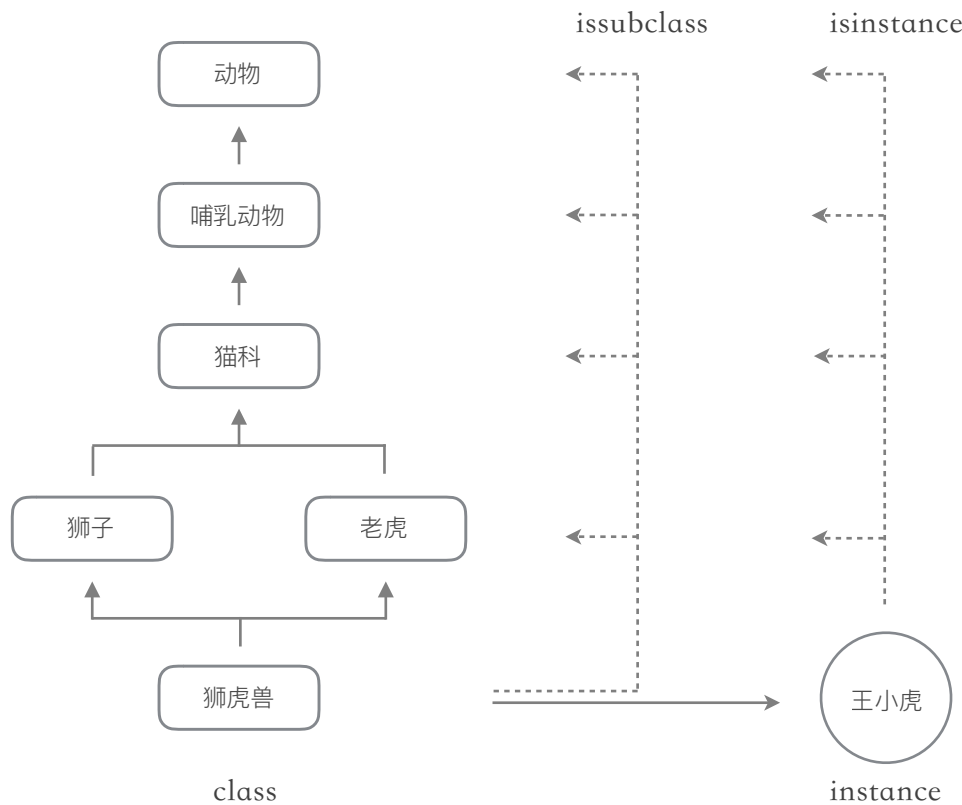 issubclass
isinstance
动物
哺乳动物
猫科
狮子
老虎
狮虎兽
王小虎
class
instance